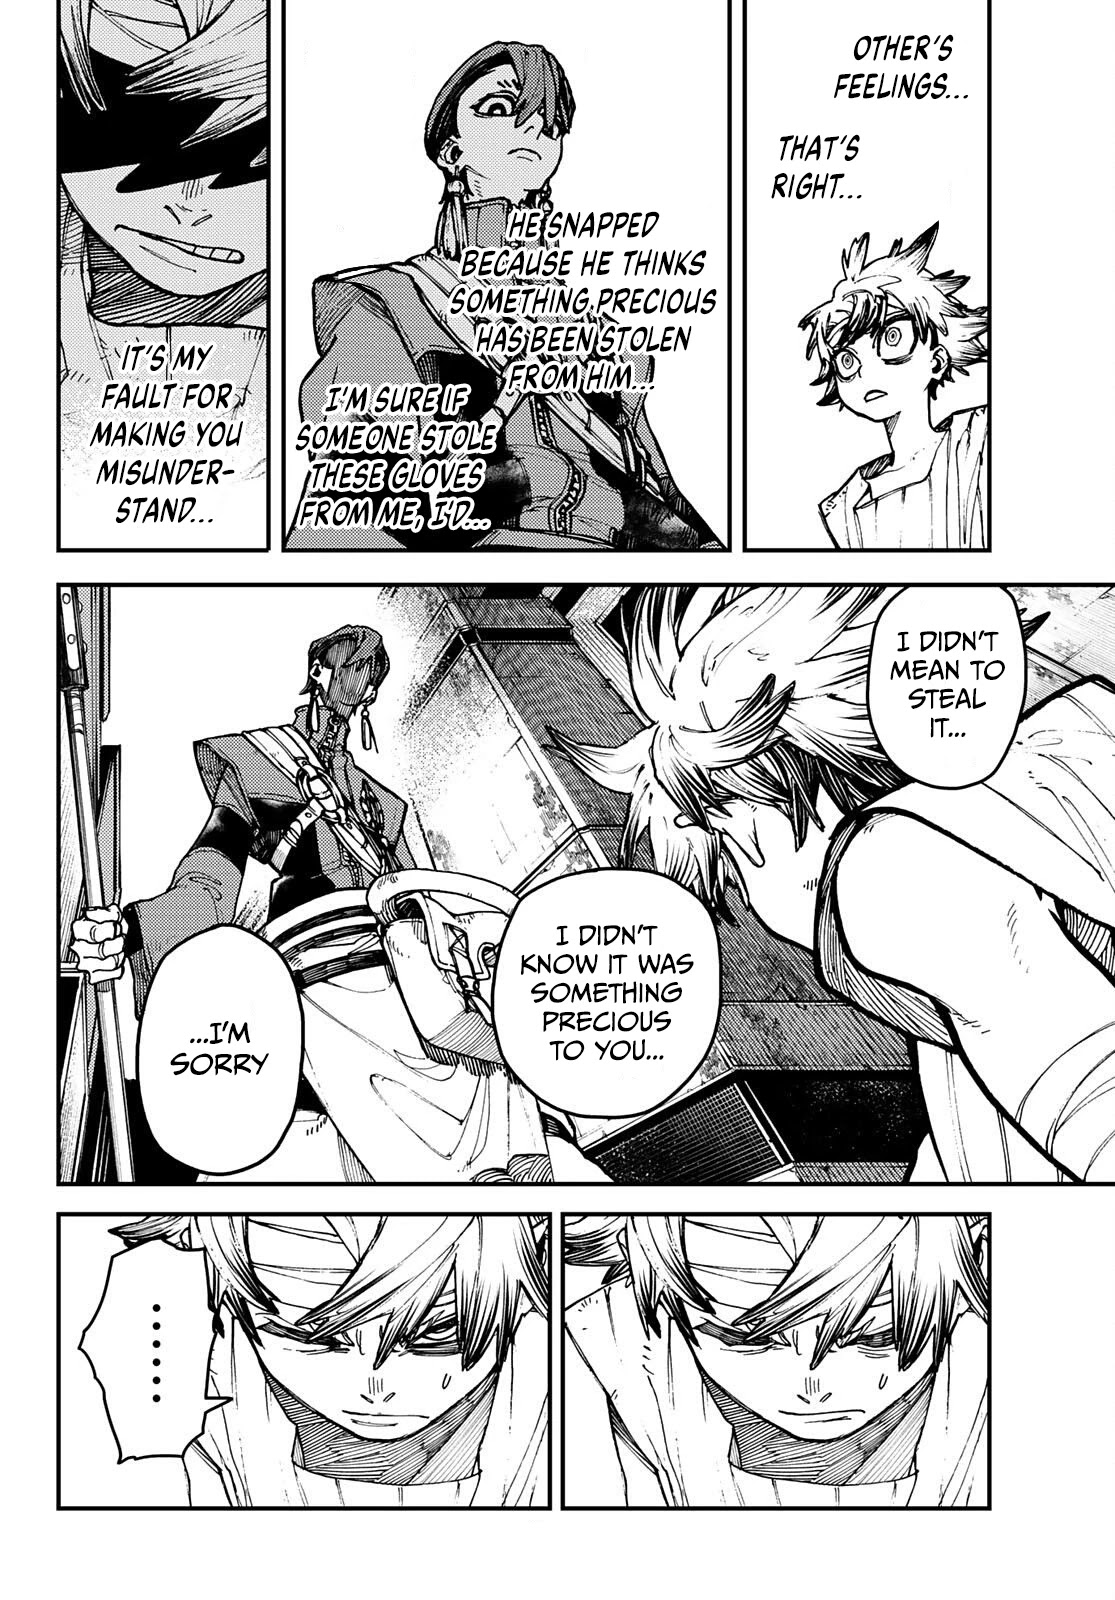 OTHER'S
FEELINGS...
THAT'S
RIGHT...
HE SNAPPED
BECAUSE HE THINKS
SOMETHING PRECIOUS
HAS BEEN STOLEN
FROM HIM...
I'M SURE IF
SOMEONE STOLE
THESE GLOVES
FROM ME, I'D...
IT'S MY
FAULT FOR
MAKING YOU
MISUNDER-
STAND...
I DIDN'T
MEAN TO
STEAL
IT...
I DIDN'T
KNOW IT WAS
SOMETHING
PRECIOUS
TO YOU...
...I'M
SORRY
......